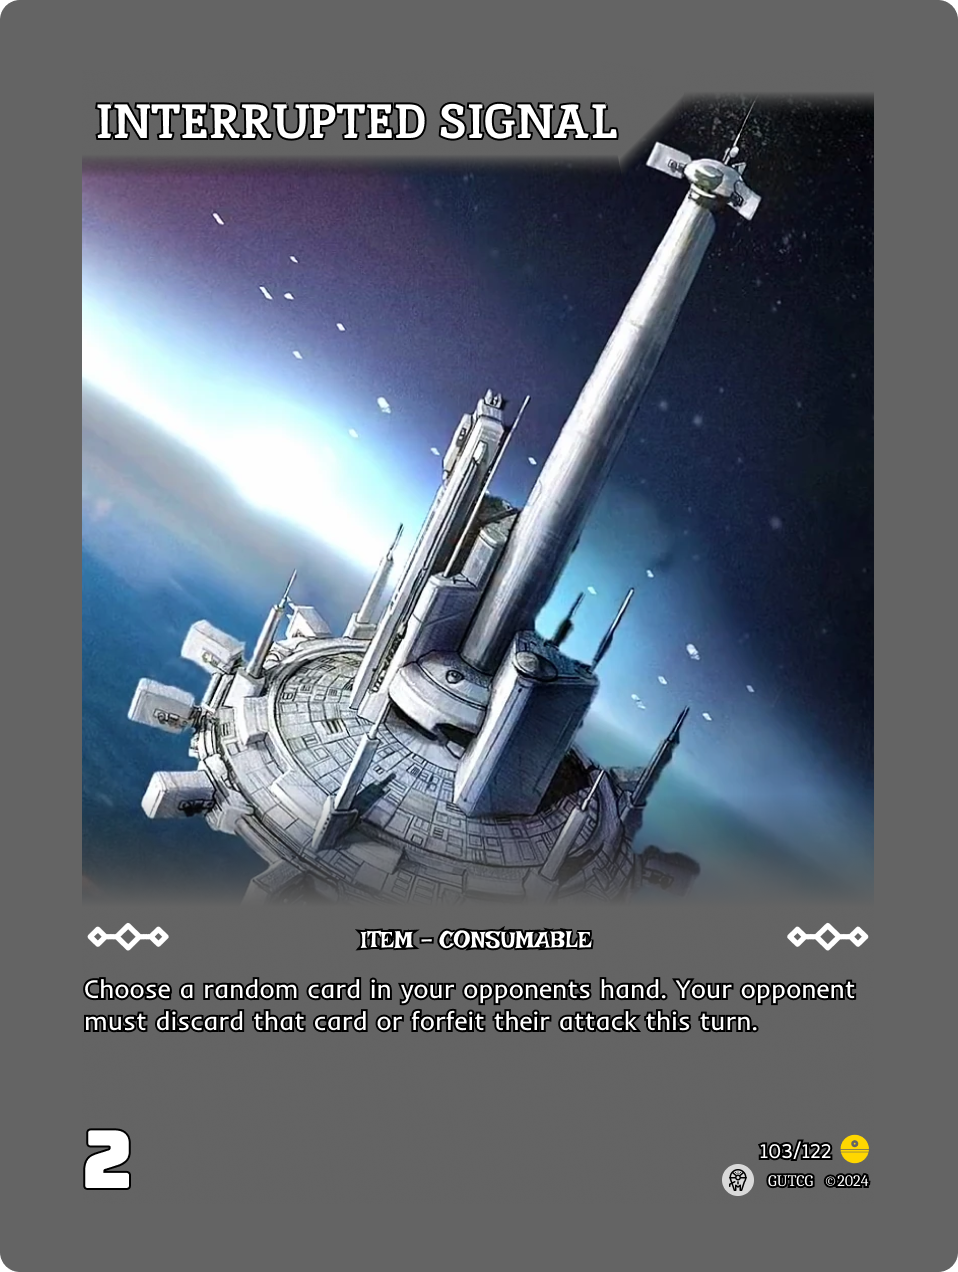 INTERRUPTED SIGNAL
ITEM – CONSUMABLE
Choose a random card in your opponents hand. Your opponent
must discard that card or forfeit their attack this turn.
2
103/122
GUTCG ©2024